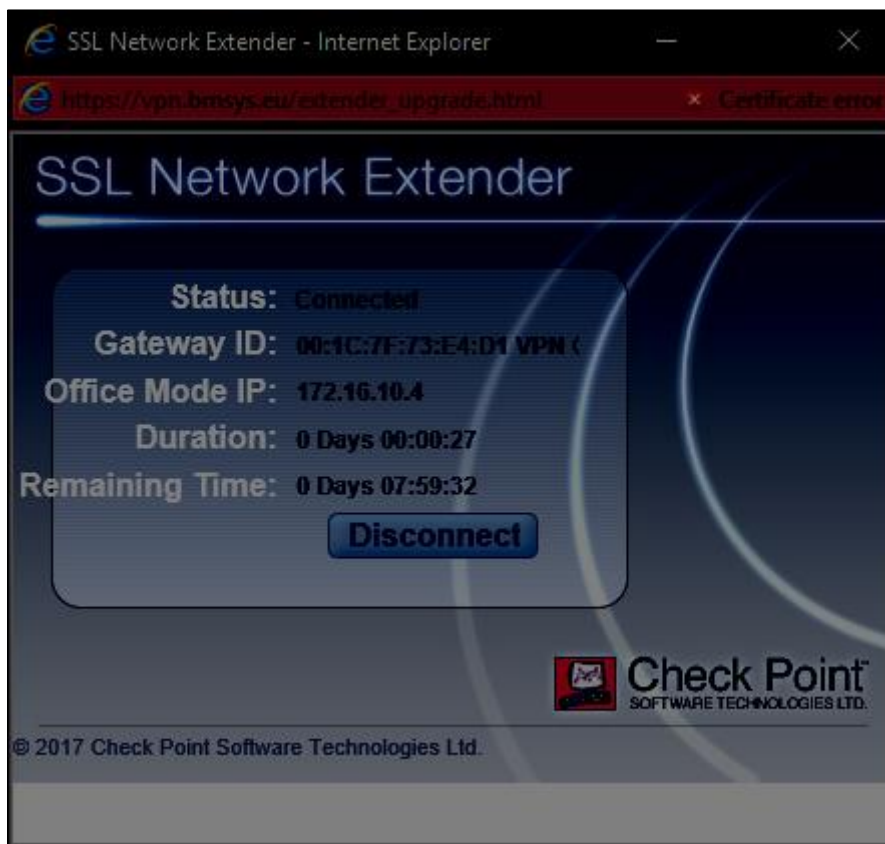 SSL Network Extender - Internet Explorer
https://vpn.bmsys.eu/extender_upgrade.html Certificate error
SSL Network Extender
Status: Connected
Gateway ID: 00:1C:7F:73:E4:D1 VPN (
Office Mode IP: 172.16.10.4
Duration: 0 Days 00:00:27
Remaining Time: 0 Days 07:59:32
Disconnect
Check Point
SOFTWARE TECHNOLOGIES LTD.
© 2017 Check Point Software Technologies Ltd.